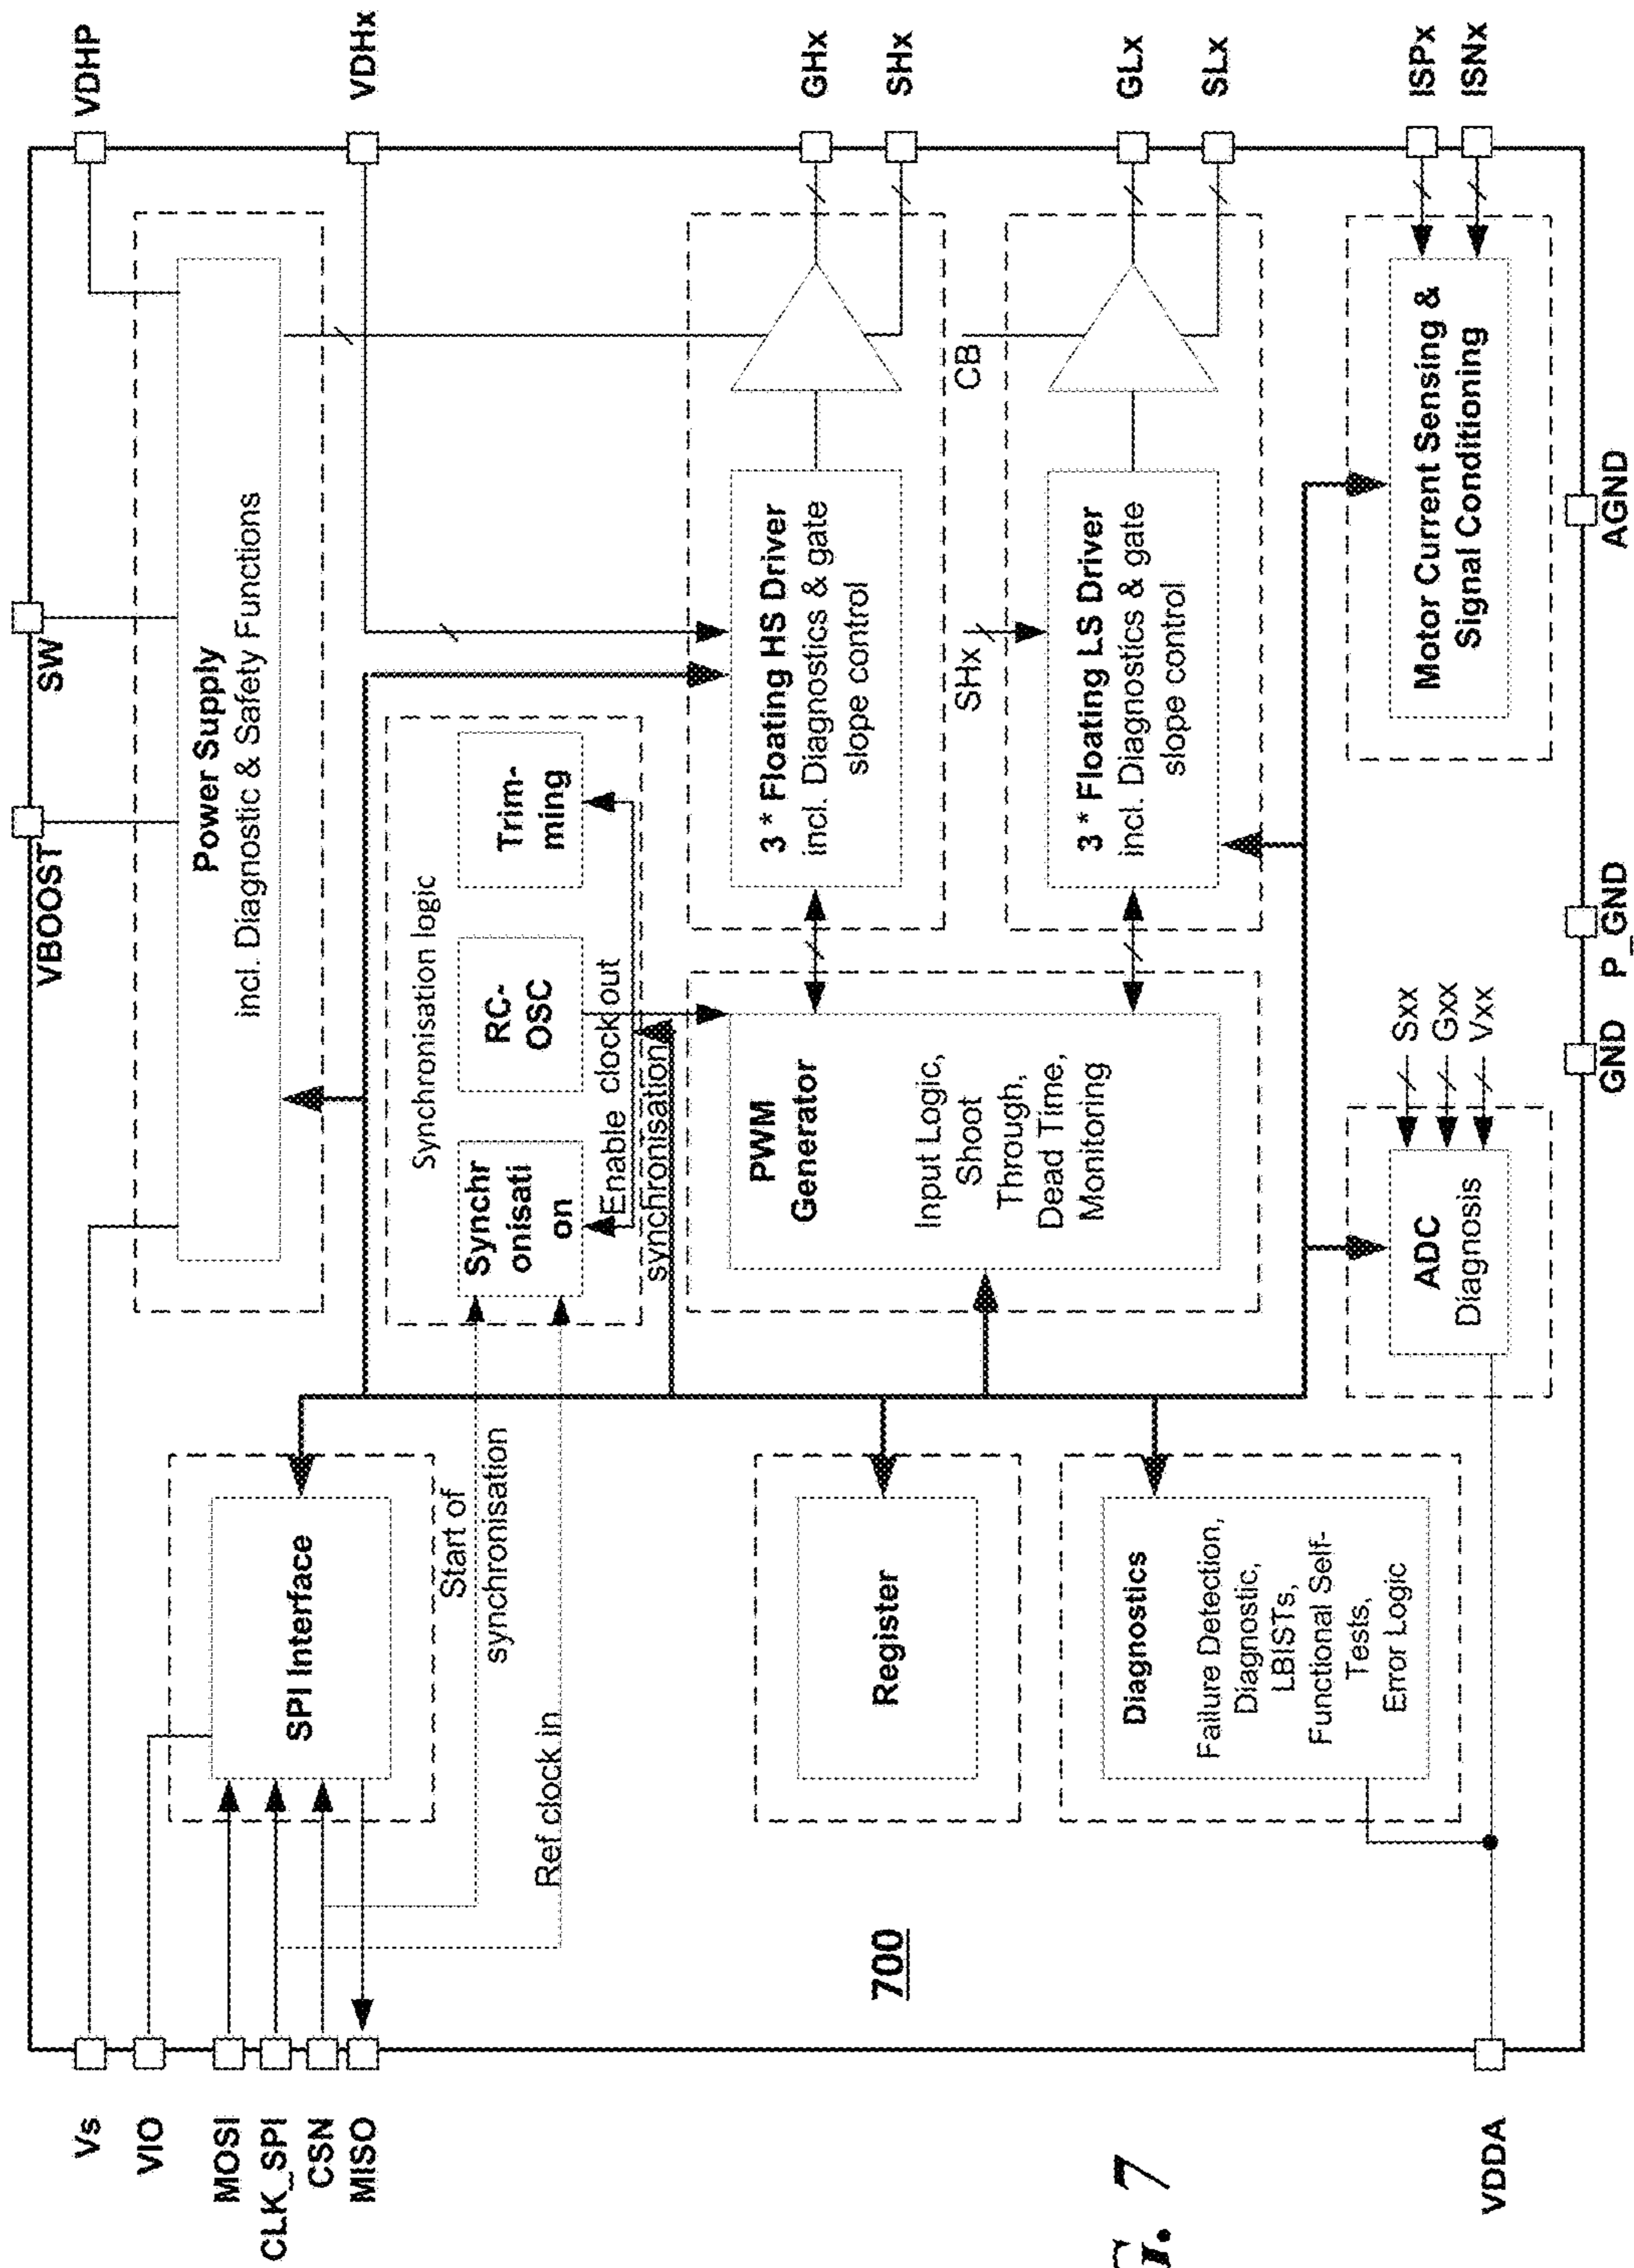 VBOOST
SW
Vs
VIO
MOSI
CLK_SPI
CSN
MISO
VDDA
VDHP
VDHx
GHx
SHx
GLx
SLx
ISPx
ISNx
GND
P_GND
AGND
Power Supply
incl. Diagnostic & Safety Functions
SPI Interface
Start of
synchronisation
Ref.clock in
Synchronisation logic
Synchr
onisati
on
RC-
OSC
Trim-
ming
Enable clock out
synchronisation
Register
PWM
Generator
Input Logic,
Shoot
Through,
Dead Time,
Monitoring
3 * Floating HS Driver
incl. Diagnostics & gate
slope control
SHx
CB
3 * Floating LS Driver
incl. Diagnostics & gate
slope control
Diagnostics
Failure Detection,
Diagnostic,
LBISTs,
Functional Self-
Tests,
Error Logic
ADC
Diagnosis
Sxx
Gxx
Vxx
Motor Current Sensing &
Signal Conditioning
700
7